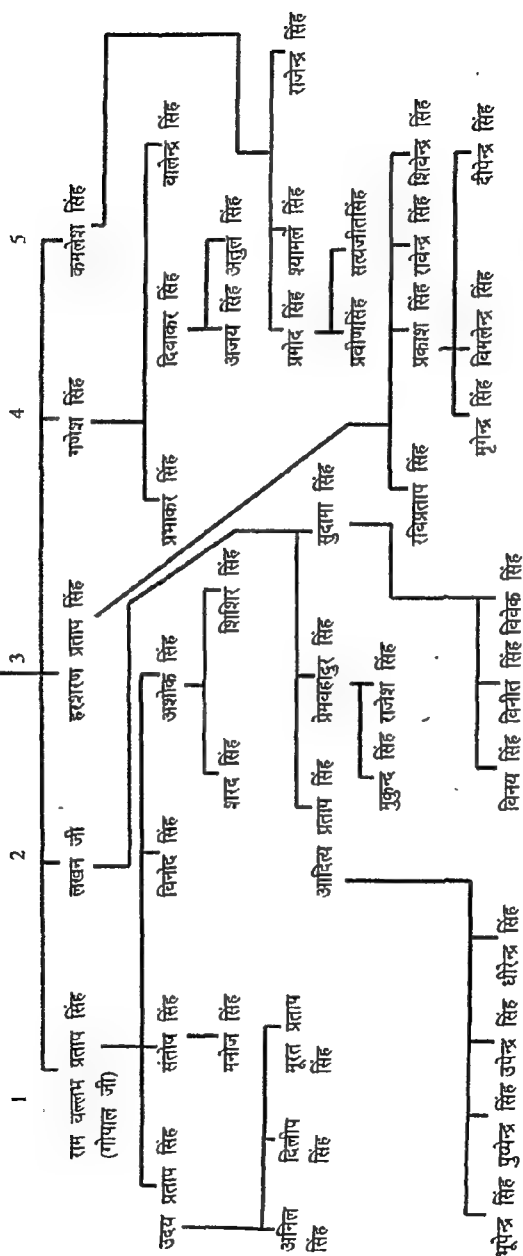 1 2 3 4 5
राम वल्लभ प्रताप सिंह लखन जी हरशरण प्रताप सिंह गणेश सिंह कमलेश सिंह
(गोपाल जी)
उदय प्रताप सिंह संतोष सिंह विनोद सिंह अशोक सिंह प्रभाकर सिंह दिवाकर सिंह वालेन्द्र सिंह
मनोज सिंह शरद सिंह शिशिर सिंह अजय सिंह अतुल सिंह
अनिल दिलीप मूरत प्रताप
सिंह सिंह सिंह
आदित्य प्रताप सिंह प्रेमबहादुर सिंह सुदामा सिंह प्रमोद सिंह श्यामले सिंह राजेन्द्र सिंह
मुकुन्द सिंह राजेश सिंह प्रवीणसिंह सत्यजीतसिंह
रविप्रताप सिंह प्रकाश सिंह रावेन्द्र सिंह शिवेन्द्र सिंह
विनय सिंह विनीत सिंह विवेक सिंह मृगेन्द्र सिंह विमलेन्द्र सिंह दीपेन्द्र सिंह
भूपेन्द्र सिंह पुष्पेन्द्र सिंह उपेन्द्र सिंह धीरेन्द्र सिंह